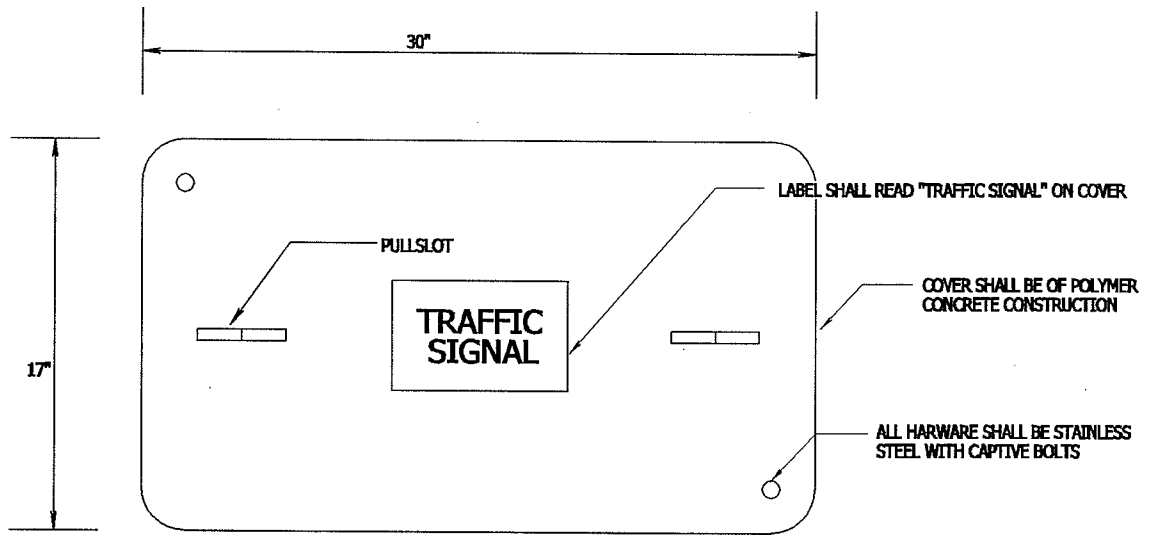 30"
LABEL SHALL READ "TRAFFIC SIGNAL" ON COVER
PULLSLOT
COVER SHALL BE OF POLYMER
CONCRETE CONSTRUCTION
TRAFFIC
SIGNAL
17"
ALL HARWARE SHALL BE STAINLESS
STEEL WITH CAPTIVE BOLTS